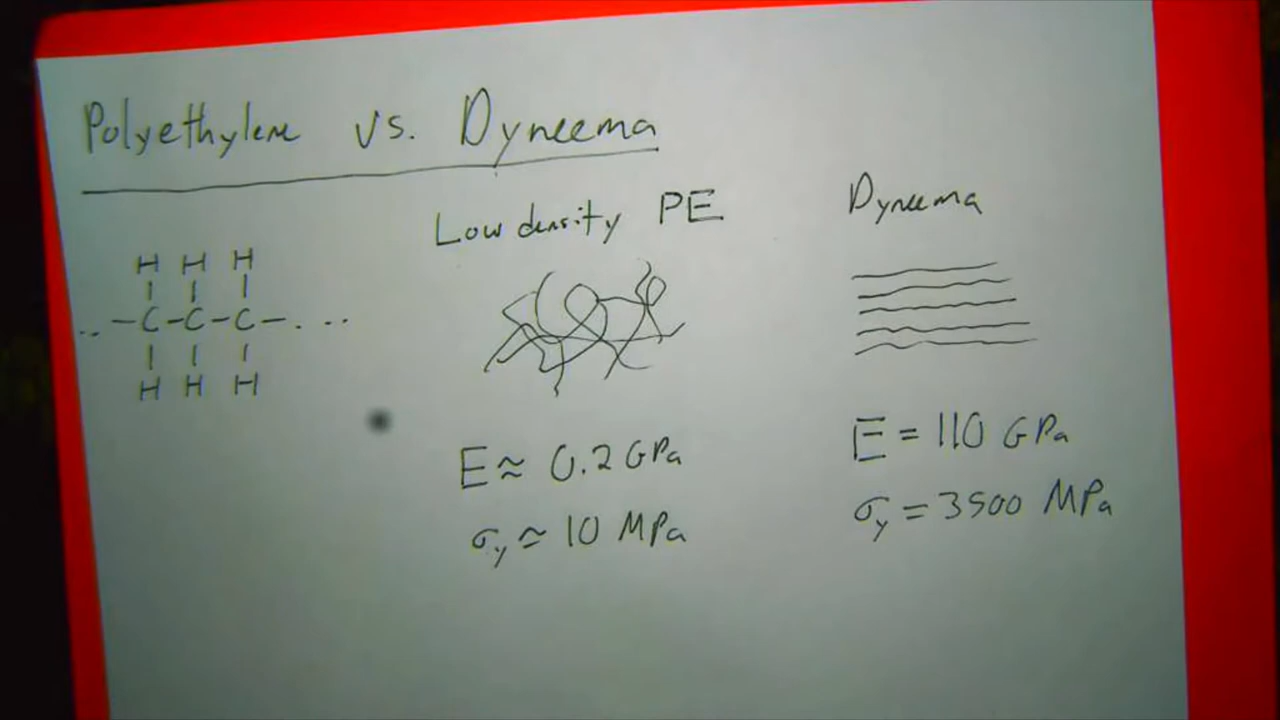 Polyethylene vs. Dyneema
Low density PE
Dyneema
H H H
.. -C-C-C-. ...
H H H
E ≈ 0.2 GPa
σy ≃ 10 MPa
E = 110 GPa
σy = 3500 MPa